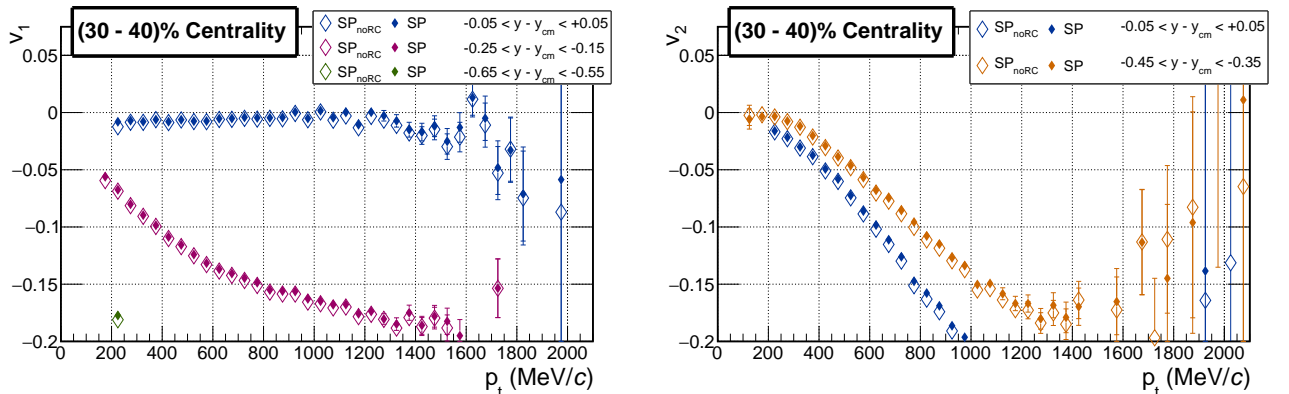 (30 - 40)% Centrality
v1
SPnoRC SP -0.05 < y - ycm < +0.05
SPnoRC SP -0.25 < y - ycm < -0.15
SPnoRC SP -0.65 < y - ycm < -0.55
0.05
0
−0.05
−0.1
−0.15
−0.2
0 200 400 600 800 1000 1200 1400 1600 1800 2000
pt (MeV/c)
(30 - 40)% Centrality
v2
SPnoRC SP -0.05 < y - ycm < +0.05
SPnoRC SP -0.45 < y - ycm < -0.35
0.05
0
−0.05
−0.1
−0.15
−0.2
0 200 400 600 800 1000 1200 1400 1600 1800 2000
pt (MeV/c)